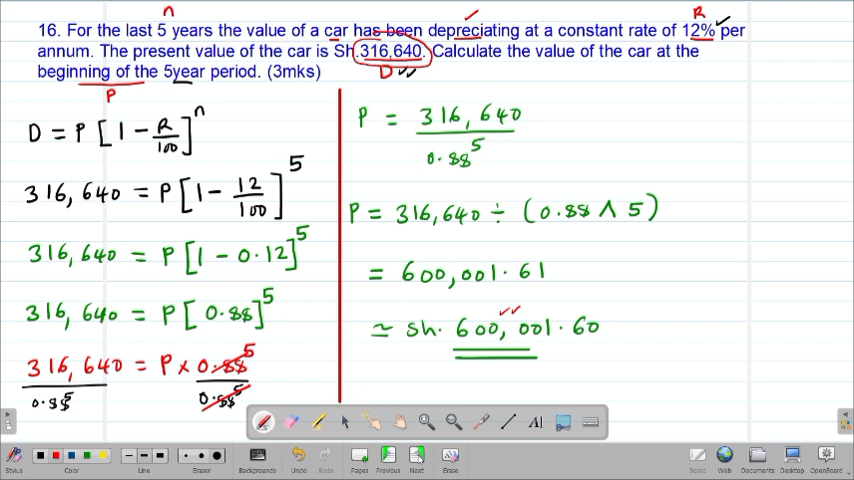 n
R
16. For the last 5 years the value of a car has been depreciating at a constant rate of 12% per
annum. The present value of the car is Sh.316,640. Calculate the value of the car at the
beginning of the 5year period. (3mks)
D
P
D = P [ 1 - R/100 ]^n
316,640 = P [ 1 - 12/100 ]^5
316,640 = P [ 1 - 0.12 ]^5
316,640 = P [ 0.88 ]^5
316,640 = P x 0.88^5
0.88^5 0.88^5
P = 316,640
0.88^5
P = 316,640 ÷ ( 0.88 ∧ 5 )
= 600,001.61
≃ sh. 600,001.60
Stylus Color Line Eraser Backgrounds Undo Redo Pages Previous Next Erase Board Web Documents Desktop OpenBoard